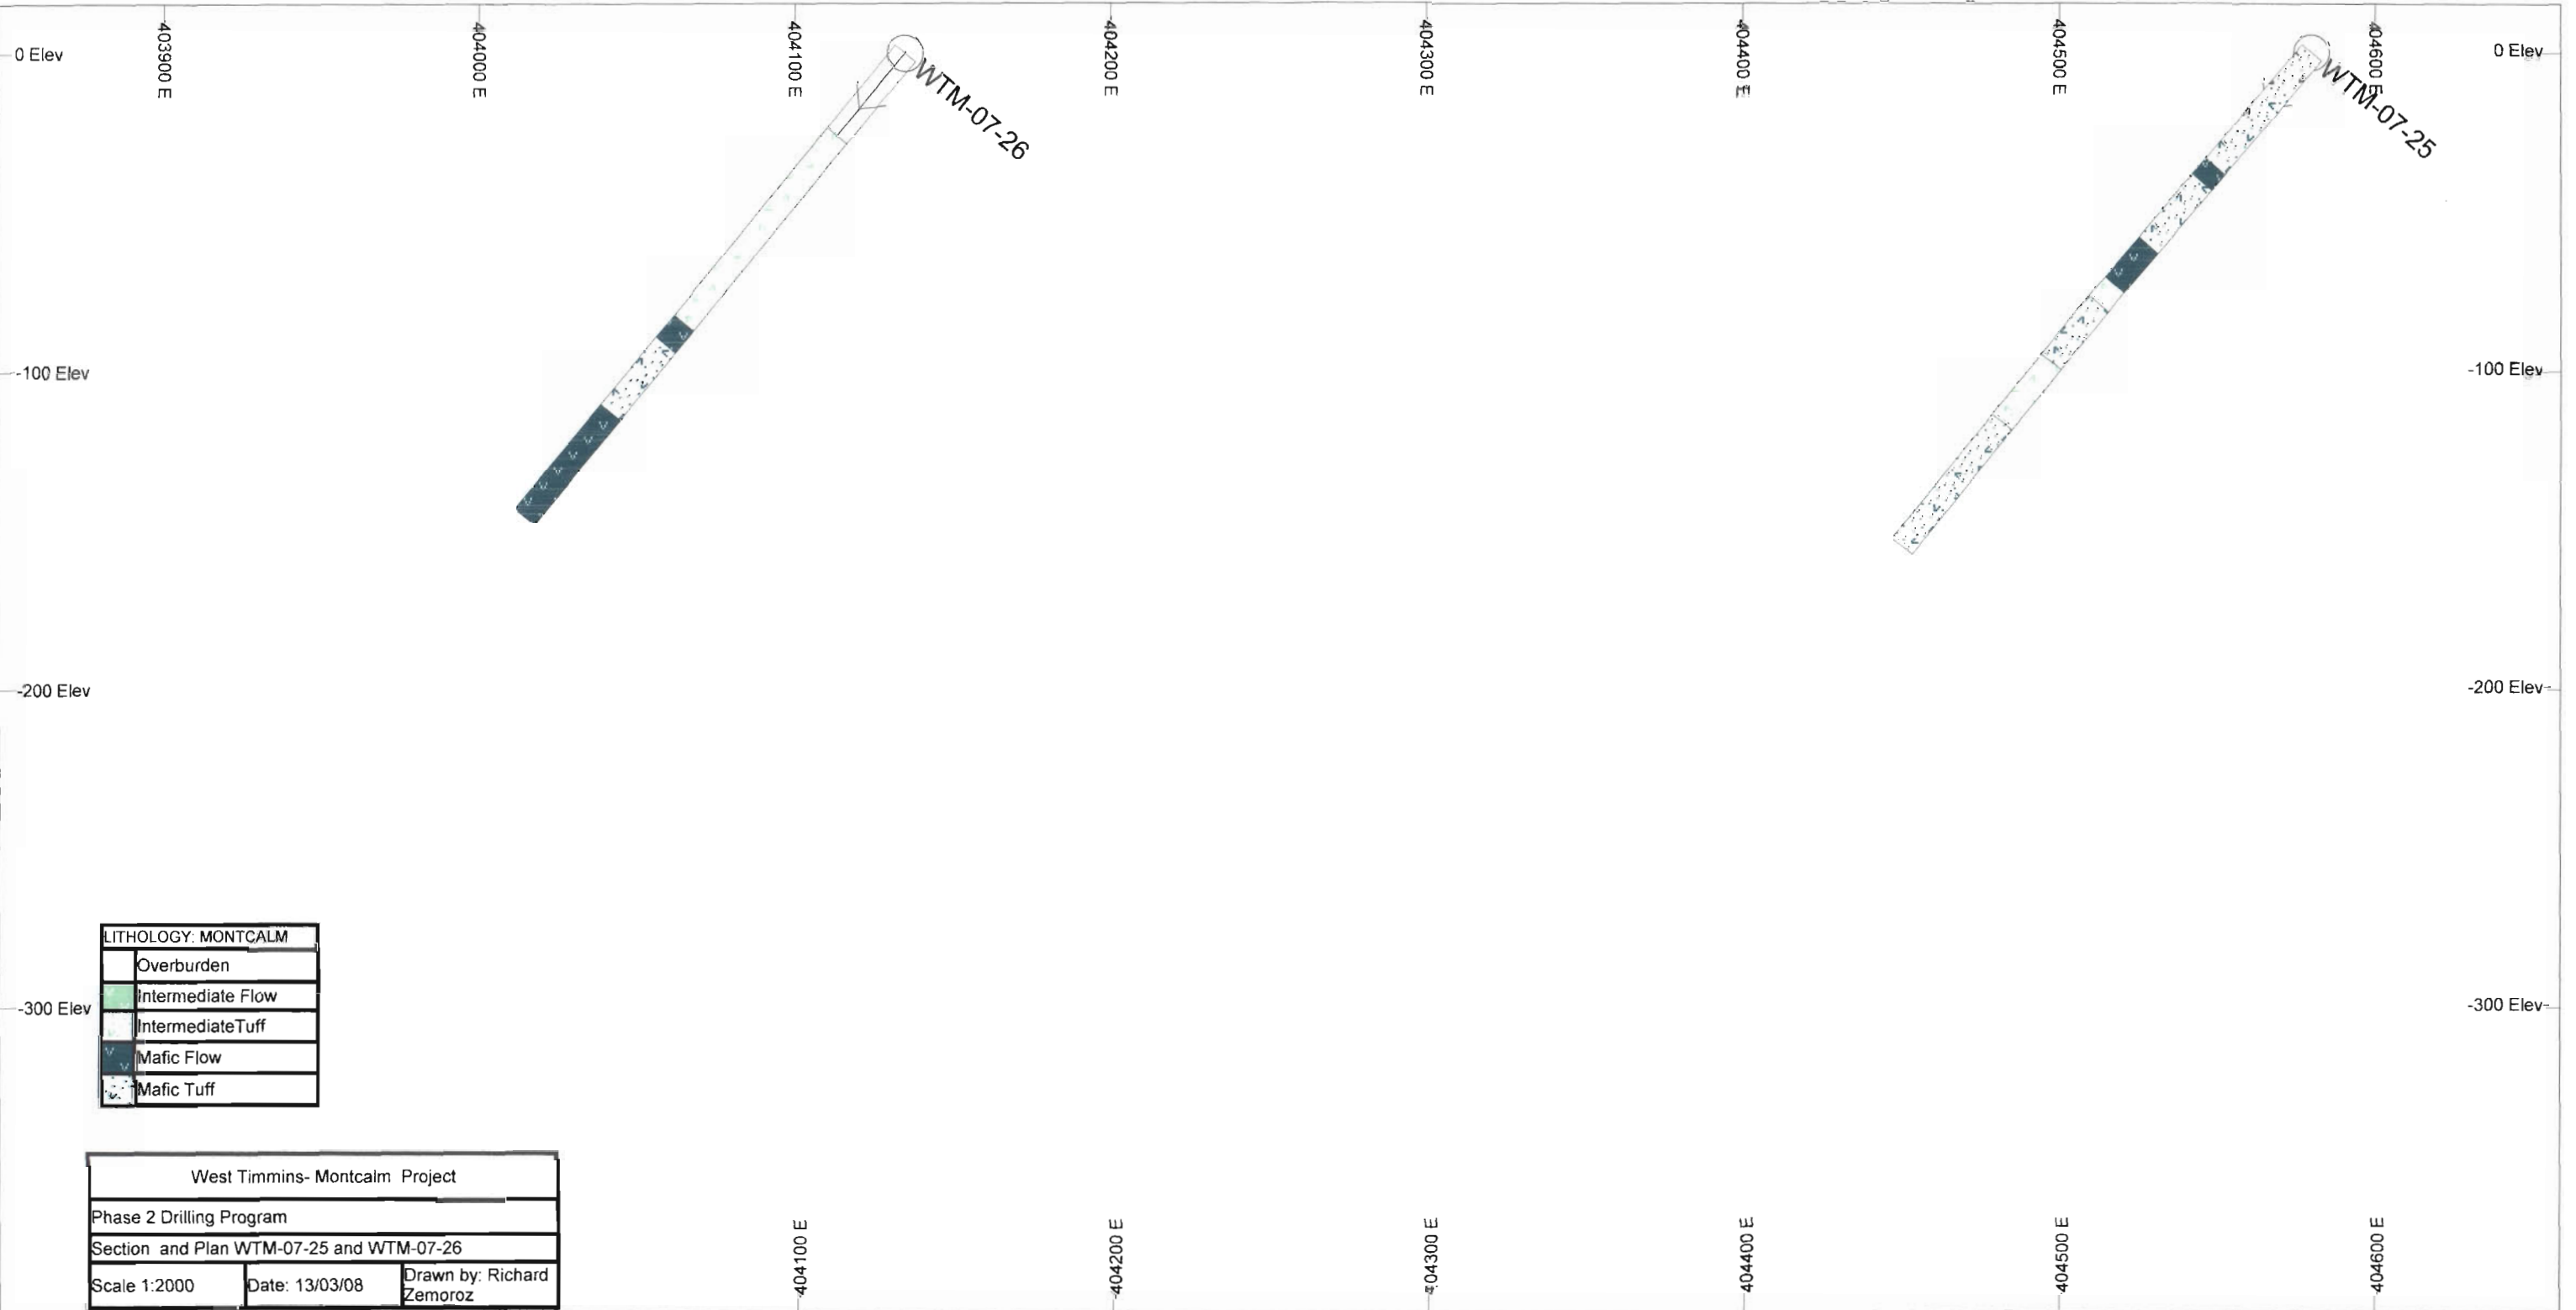 403900 E
404000 E
404100 E
404200 E
404300 E
404400 E
404500 E
404600 E
0 Elev
0 Elev
WTM-07-26
WTM-07-25
-100 Elev
-100 Elev
-200 Elev
-200 Elev
-300 Elev
-300 Elev
LITHOLOGY: MONTCALM
Overburden
Intermediate Flow
IntermediateTuff
Mafic Flow
Mafic Tuff
West Timmins- Montcalm Project
Phase 2 Drilling Program
Section and Plan WTM-07-25 and WTM-07-26
Scale 1:2000
Date: 13/03/08
Drawn by: Richard
Zemoroz
404100 E
404200 E
404300 E
404400 E
404500 E
404600 E